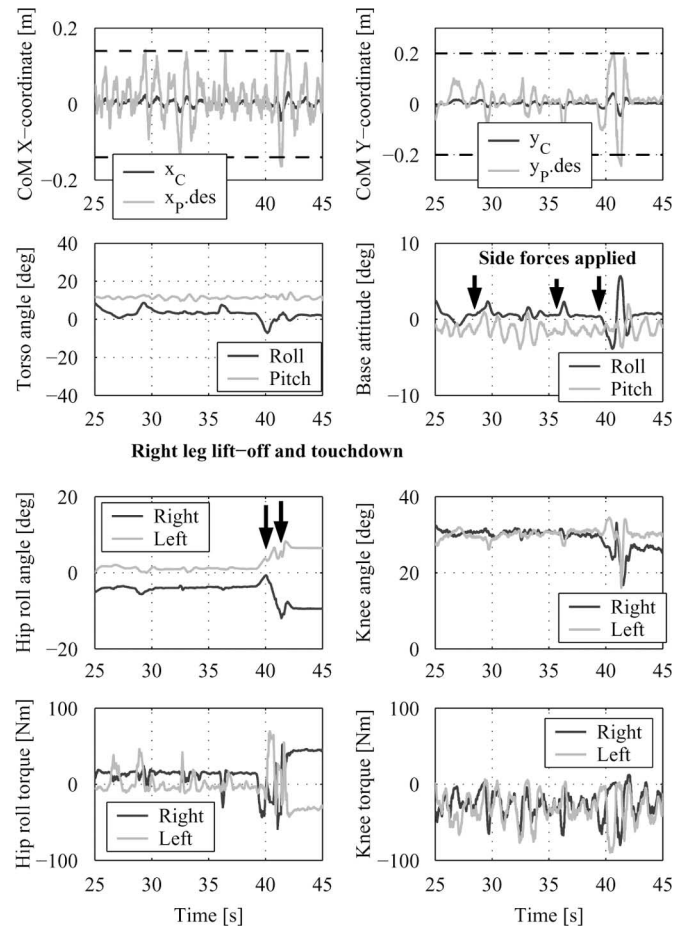 CoM X−coordinate [m]
0.2
0
−0.2
x_C
x_P.des
25 30 35 40 45
CoM Y−coordinate [m]
0.2
0
−0.2
y_C
y_P.des
25 30 35 40 45
Torso angle [deg]
40
20
0
−20
−40
Roll
Pitch
25 30 35 40 45
Base attitude [deg]
10
0
−10
Side forces applied
Roll
Pitch
25 30 35 40 45
Right leg lift−off and touchdown
Hip roll angle [deg]
20
0
−20
Right
Left
25 30 35 40 45
Knee angle [deg]
40
20
0
Right
Left
25 30 35 40 45
Hip roll torque [Nm]
100
0
−100
Right
Left
25 30 35 40 45
Time [s]
Knee torque [Nm]
100
0
−100
Right
Left
25 30 35 40 45
Time [s]